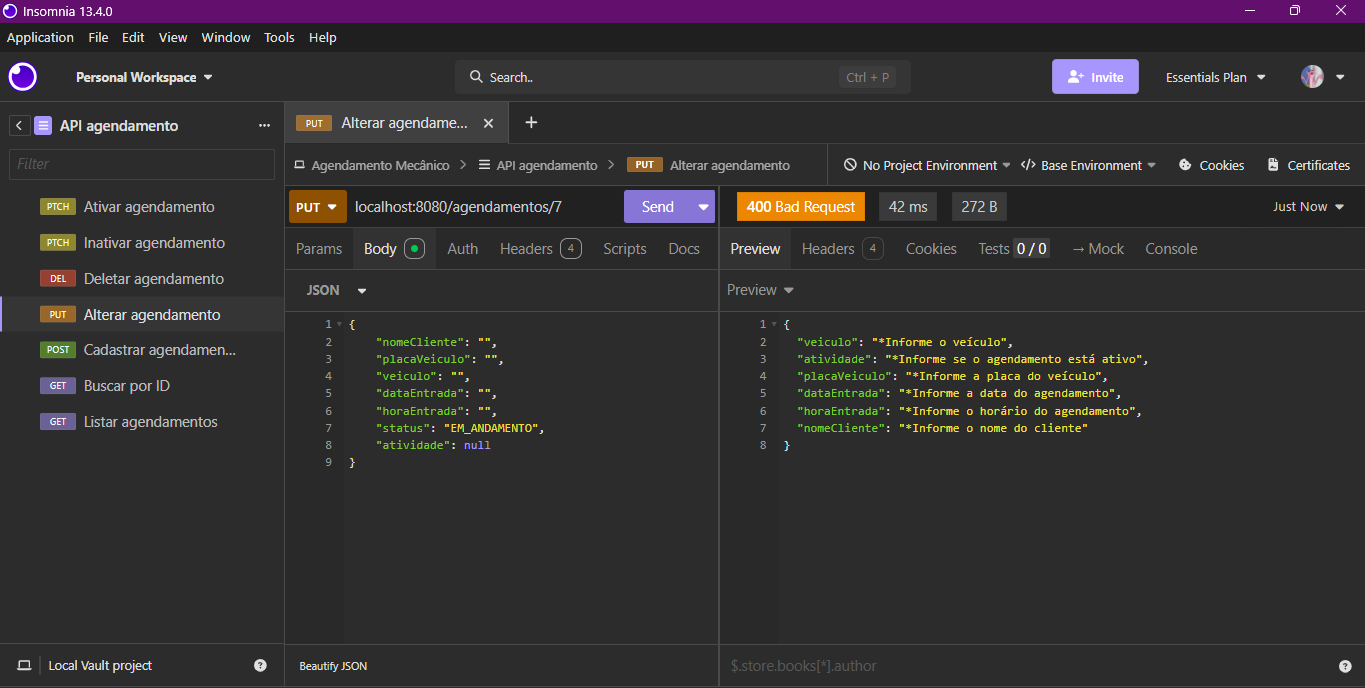 Insomnia 13.4.0
Application File Edit View Window Tools Help
Personal Workspace
Search..
Ctrl + P
Invite
Essentials Plan
API agendamento
PUT Alterar agendame...
Filter
Agendamento Mecânico > API agendamento > PUT Alterar agendamento
No Project Environment
Base Environment
Cookies
Certificates
PTCH Ativar agendamento
PTCH Inativar agendamento
DEL Deletar agendamento
PUT Alterar agendamento
POST Cadastrar agendamen...
GET Buscar por ID
GET Listar agendamentos
PUT localhost:8080/agendamentos/7 Send
Params Body Auth Headers 4 Scripts Docs
JSON
1 {
2 "nomeCliente": "",
3 "placaVeiculo": "",
4 "veiculo": "",
5 "dataEntrada": "",
6 "horaEntrada": "",
7 "status": "EM_ANDAMENTO",
8 "atividade": null
9 }
400 Bad Request 42 ms 272 B Just Now
Preview Headers 4 Cookies Tests 0 / 0 → Mock Console
Preview
1 {
2 "veiculo": "*Informe o veículo",
3 "atividade": "*Informe se o agendamento está ativo",
4 "placaVeiculo": "*Informe a placa do veículo",
5 "dataEntrada": "*Informe a data do agendamento",
6 "horaEntrada": "*Informe o horário do agendamento",
7 "nomeCliente": "*Informe o nome do cliente"
8 }
Local Vault project
Beautify JSON
$.store.books[*].author